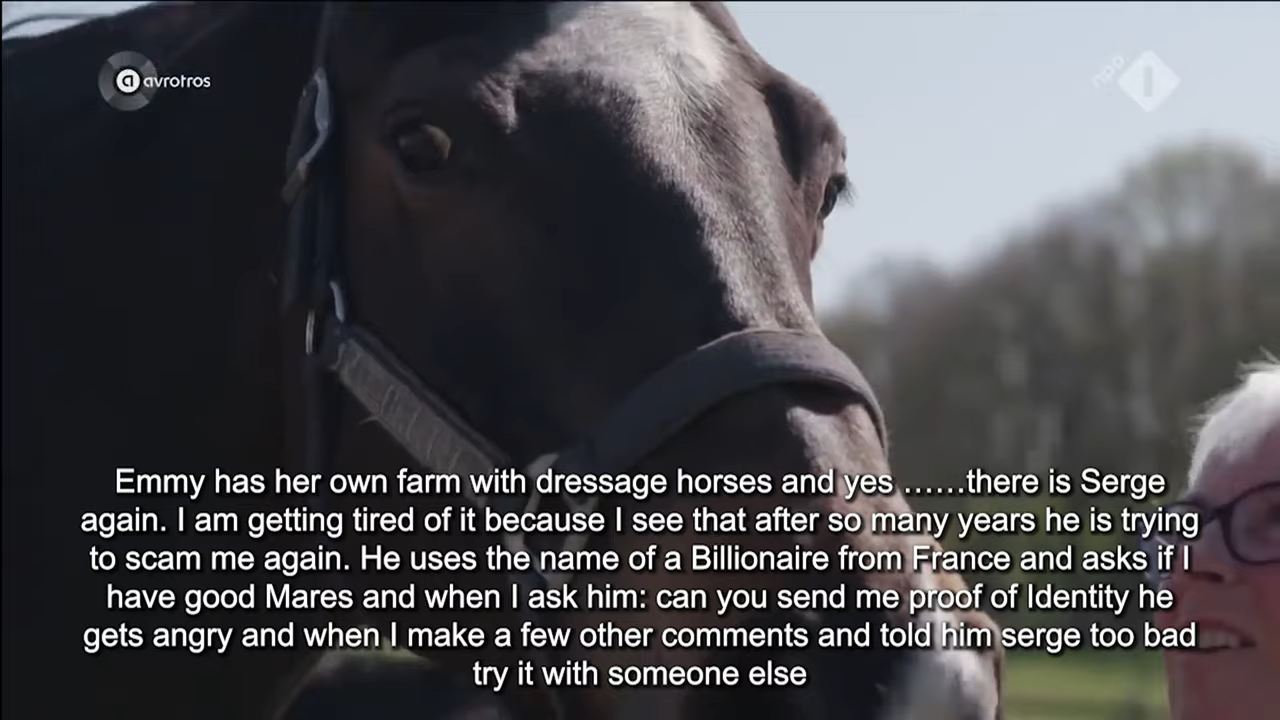 avrotros
npo 1
Emmy has her own farm with dressage horses and yes ……there is Serge
again. I am getting tired of it because I see that after so many years he is trying
to scam me again. He uses the name of a Billionaire from France and asks if I
have good Mares and when I ask him: can you send me proof of Identity he
gets angry and when I make a few other comments and told him serge too bad
try it with someone else